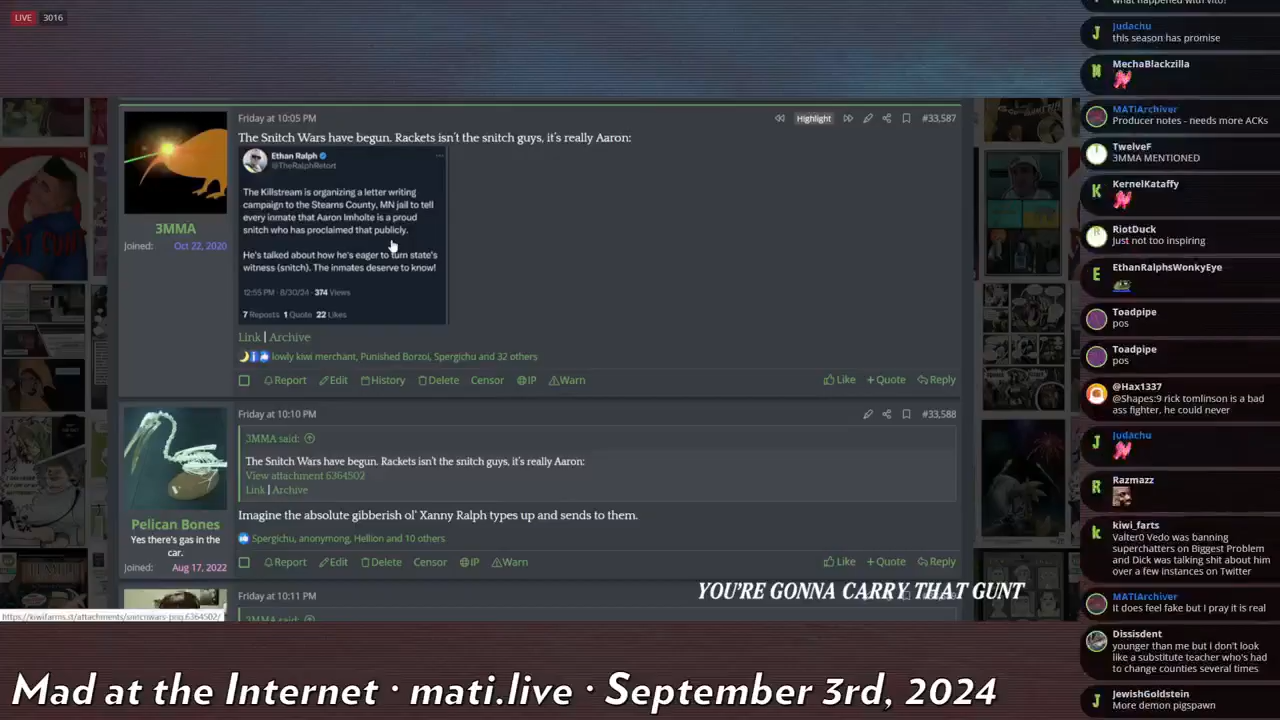 LIVE 3016
Friday at 10:05 PM
Highlight
#33,587
The Snitch Wars have begun. Rackets isn't the snitch guys, it's really Aaron:
Ethan Ralph
@TheRalphRetort
The Killstream is organizing a letter writing
campaign to the Stearns County, MN jail to tell
every inmate that Aaron Imholte is a proud
snitch who has proclaimed that publicly.
He's talked about how he's eager to turn state's
witness (snitch). The inmates deserve to know!
12:55 PM · 8/30/24 · 374 Views
7 Reposts 1 Quote 22 Likes
3MMA
Joined: Oct 22, 2020
Link | Archive
lowly kiwi merchant, Punished Borzoi, Spergichu and 32 others
Report Edit History Delete Censor IP Warn
Like + Quote Reply
Friday at 10:10 PM
#33,588
3MMA said:
The Snitch Wars have begun. Rackets isn't the snitch guys, it's really Aaron:
View attachment 6364502
Link | Archive
Imagine the absolute gibberish ol' Xanny Ralph types up and sends to them.
Pelican Bones
Yes there's gas in the
car.
Joined: Aug 17, 2022
Spergichu, anonymong, Hellion and 10 others
Report Edit Delete Censor IP Warn
Like + Quote Reply
Friday at 10:11 PM
3MMA said:
YOU'RE GONNA CARRY THAT GUNT
https://kiwifarms.st/attachments/snitchwars-png.6364502/
Mad at the Internet · mati.live · September 3rd, 2024
what happened with vito?
Judachu
this season has promise
MechaBlackzilla
MATIArchiver
Producer notes - needs more ACKs
TwelveF
3MMA MENTIONED
KernelKataffy
RiotDuck
Just not too inspiring
EthanRalphsWonkyEye
Toadpipe
pos
Toadpipe
pos
@Hax1337
@Shapes:9 rick tomlinson is a bad
ass fighter, he could never
Judachu
Razmazz
kiwi_farts
Valter0 Vedo was banning
superchatters on Biggest Problem
and Dick was talking shit about him
over a few instances on Twitter
MATIArchiver
it does feel fake but I pray it is real
Dissisdent
younger than me but I don't look
like a substitute teacher who's had
to change counties several times
JewishGoldstein
More demon pigspawn